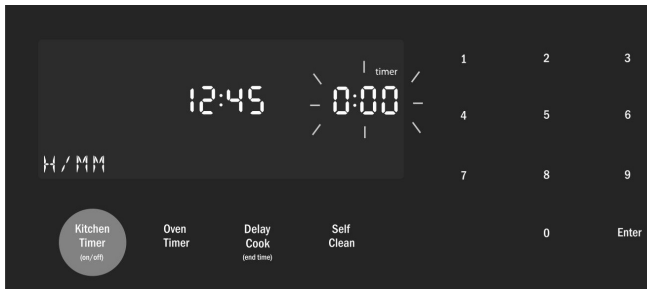 timer
12:45
0:00
H/MM
1 2 3
4 5 6
7 8 9
0 Enter
Kitchen
Timer
(on/off)
Oven
Timer
Delay
Cook
(end time)
Self
Clean